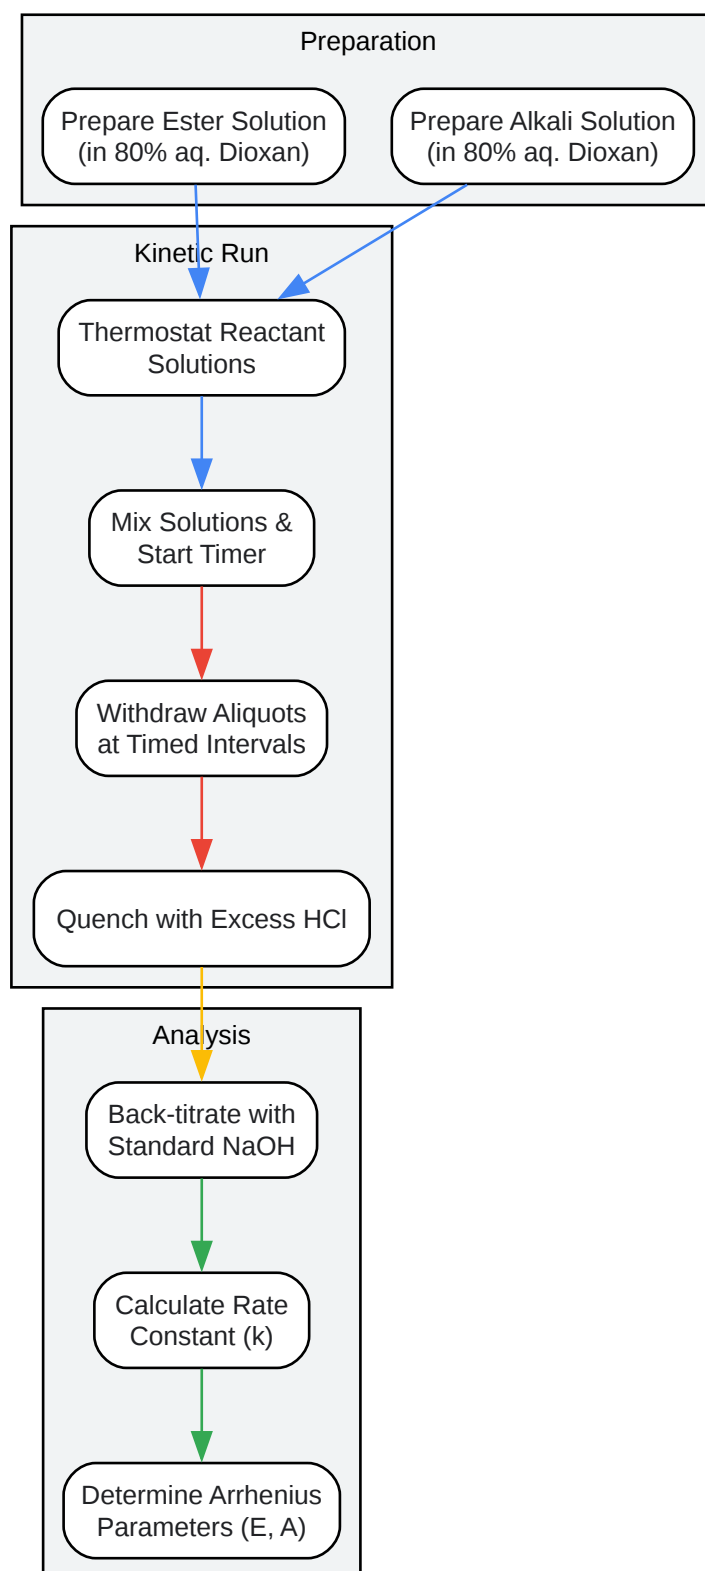 Preparation
Prepare Ester Solution
(in 80% aq. Dioxan)
Prepare Alkali Solution
(in 80% aq. Dioxan)
Kinetic Run
Thermostat Reactant
Solutions
Mix Solutions &
Start Timer
Withdraw Aliquots
at Timed Intervals
Quench with Excess HCl
Analysis
Back-titrate with
Standard NaOH
Calculate Rate
Constant (k)
Determine Arrhenius
Parameters (E, A)